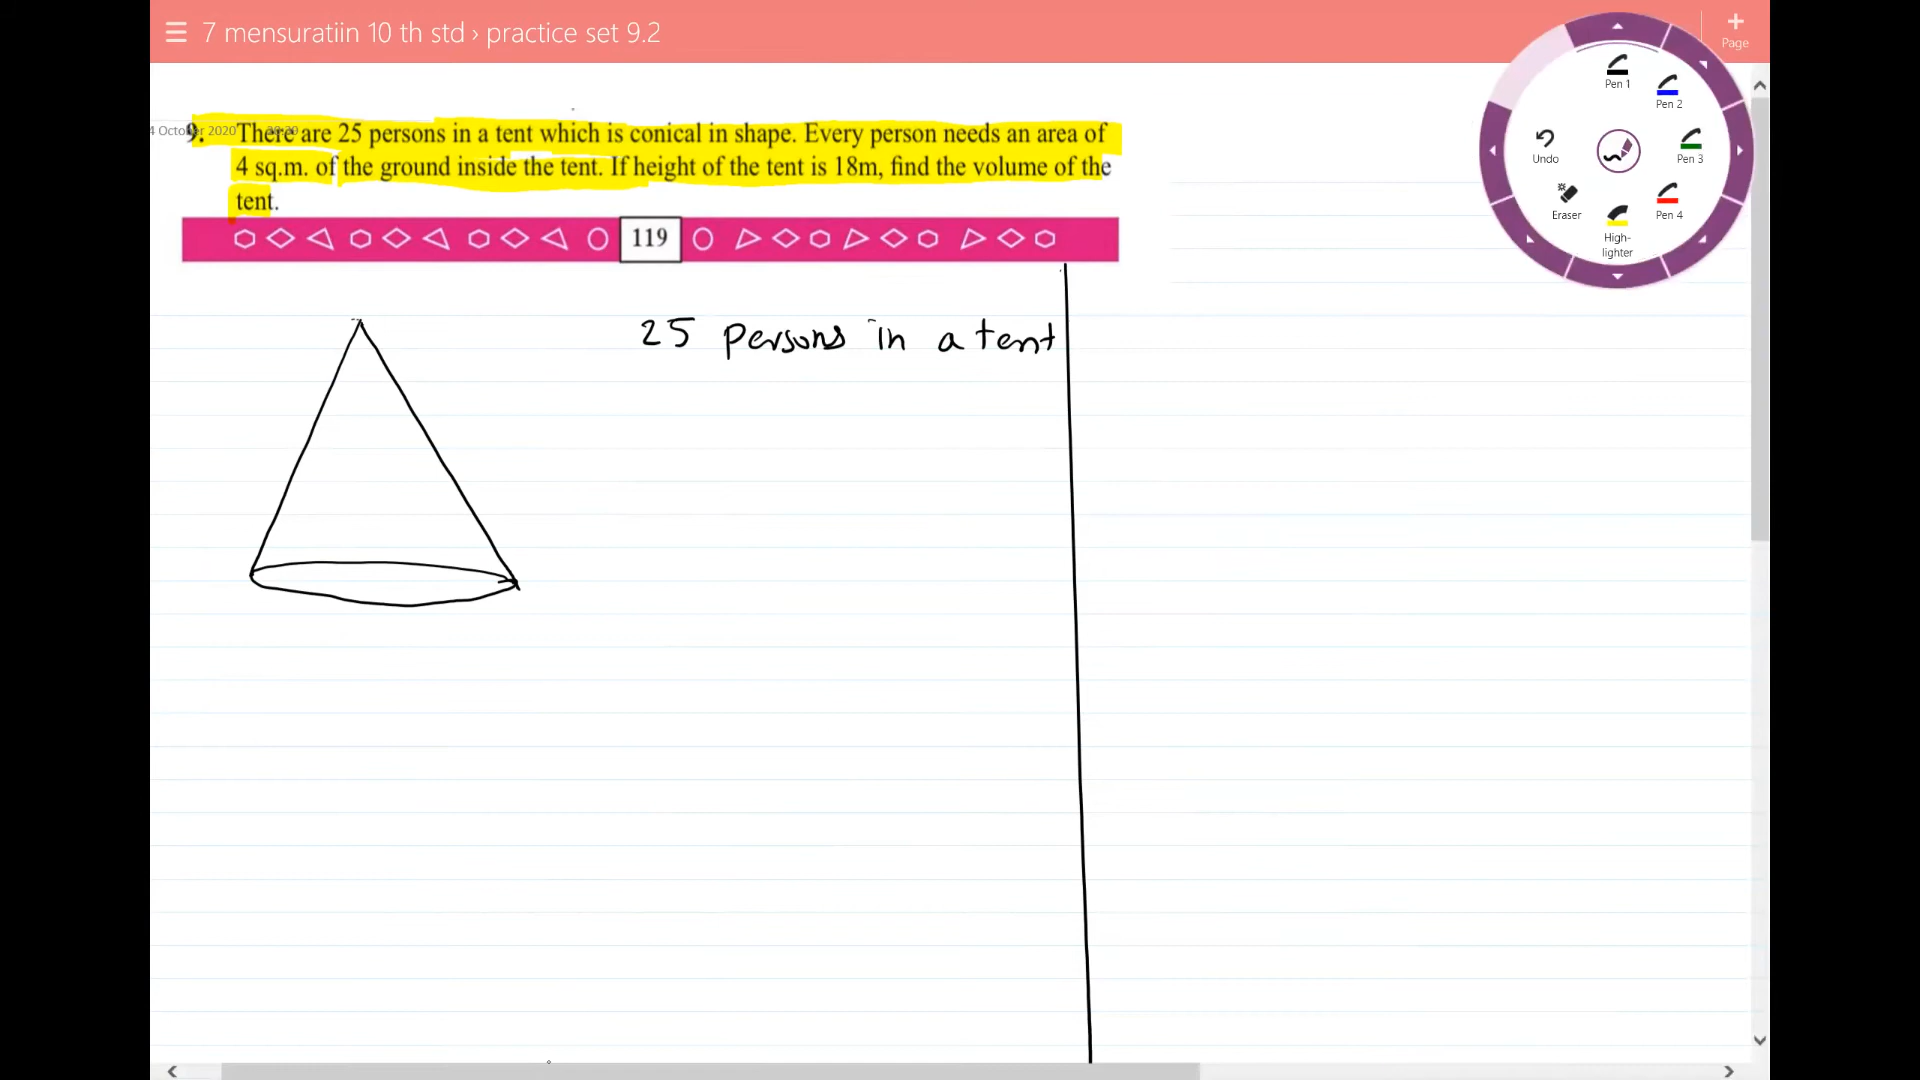 7 mensuratiin 10 th std › practice set 9.2
Page
Pen 1
Pen 2
Undo
Pen 3
Eraser
Pen 4
High-
lighter
4 October 2020
9. There are 25 persons in a tent which is conical in shape. Every person needs an area of
4 sq.m. of the ground inside the tent. If height of the tent is 18m, find the volume of the
tent.
119
25 persons in a tent